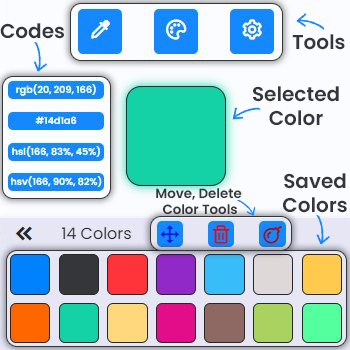 Codes
Tools
rgb(20, 209, 166)
#14d1a6
hsl(166, 83%, 45%)
hsv(166, 90%, 82%)
Selected
Color
Move, Delete
Color Tools
Saved
Colors
14 Colors